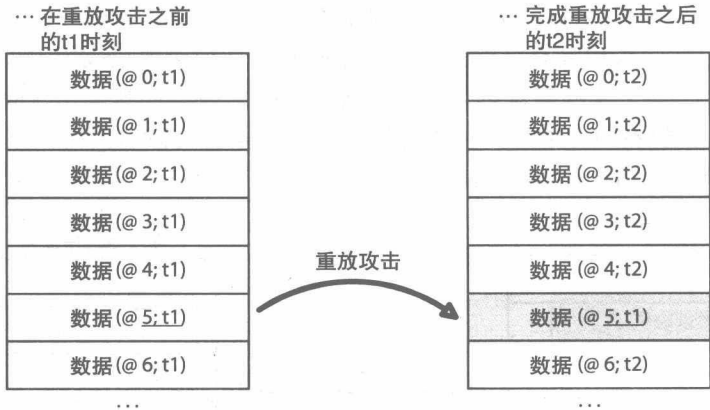 … 在重放攻击之前
的t1时刻
数据 (@ 0; t1)
数据 (@ 1; t1)
数据 (@ 2; t1)
数据 (@ 3; t1)
数据 (@ 4; t1)
数据 (@ 5; t1)
数据 (@ 6; t1)
…
重放攻击
… 完成重放攻击之后
的t2时刻
数据 (@ 0; t2)
数据 (@ 1; t2)
数据 (@ 2; t2)
数据 (@ 3; t2)
数据 (@ 4; t2)
数据 (@ 5; t1)
数据 (@ 6; t2)
…